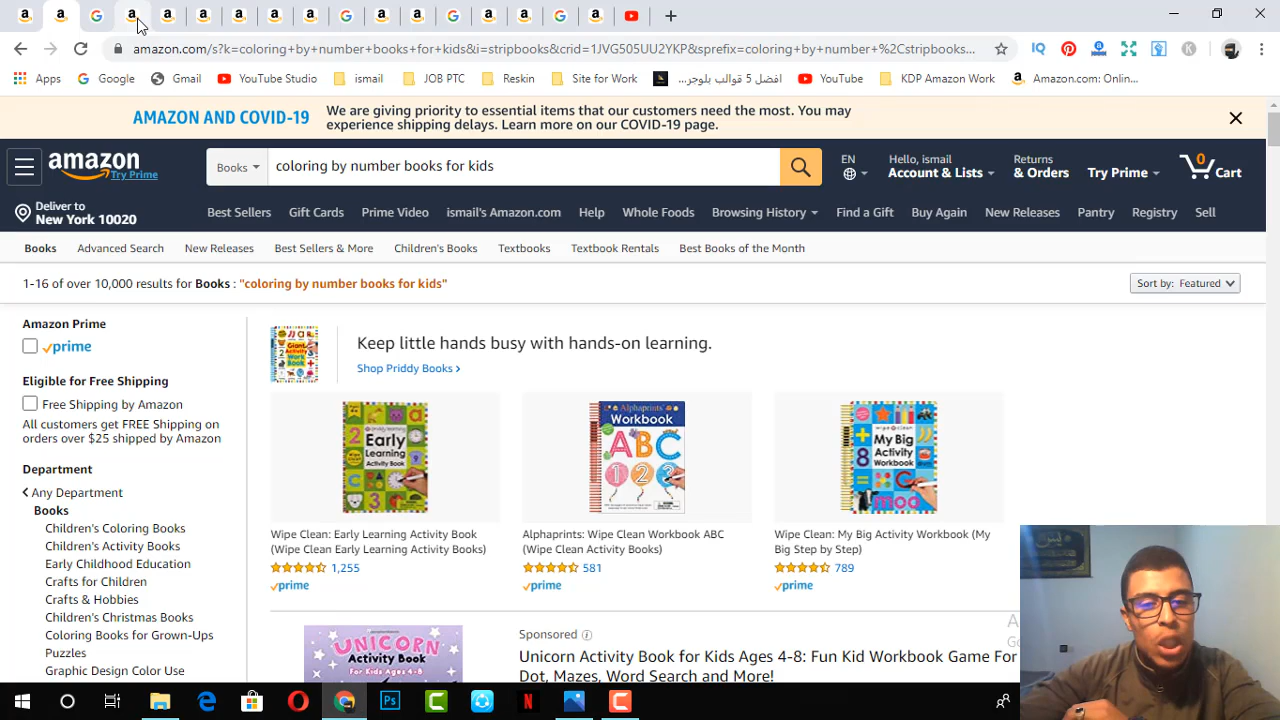 amazon.com/s?k=coloring+by+number+books+for+kids&i=stripbooks&crid=1JVG505UU2YKP&sprefix=coloring+by+number+%2Cstripbooks...
Apps Google Gmail YouTube Studio ismail JOB PTC Reskin Site for Work افضل 5 قوالب بلوجر... YouTube KDP Amazon Work Amazon.com: Onlin...
AMAZON AND COVID-19
We are giving priority to essential items that our customers need the most. You may
experience shipping delays. Learn more on our COVID-19 page.
amazon
Try Prime
Books
coloring by number books for kids
EN
Hello, ismail
Account & Lists
Returns
& Orders
Try Prime
0
Cart
Deliver to
New York 10020
Best Sellers Gift Cards Prime Video ismail's Amazon.com Help Whole Foods Browsing History Find a Gift Buy Again New Releases Pantry Registry Sell
Books Advanced Search New Releases Best Sellers & More Children's Books Textbooks Textbook Rentals Best Books of the Month
1-16 of over 10,000 results for Books : "coloring by number books for kids"
Sort by: Featured
Amazon Prime
prime
Eligible for Free Shipping
Free Shipping by Amazon
All customers get FREE Shipping on
orders over $25 shipped by Amazon
Department
Any Department
Books
Children's Coloring Books
Children's Activity Books
Early Childhood Education
Crafts for Children
Crafts & Hobbies
Children's Christmas Books
Coloring Books for Grown-Ups
Puzzles
Graphic Design Color Use
Keep little hands busy with hands-on learning.
Shop Priddy Books ›
Early
Learning
Activity Book
Wipe Clean: Early Learning Activity Book
(Wipe Clean Early Learning Activity Books)
1,255
prime
Alphaprints
Workbook
ABC
123
Alphaprints: Wipe Clean Workbook ABC
(Wipe Clean Activity Books)
581
prime
My Big
Activity
Workbook
moo
Wipe Clean: My Big Activity Workbook (My
Big Step by Step)
789
prime
UNICORN
Activity Book
For Kids Ages 4-8
Sponsored
Unicorn Activity Book for Kids Ages 4-8: Fun Kid Workbook Game For
Dot, Mazes, Word Search and More!